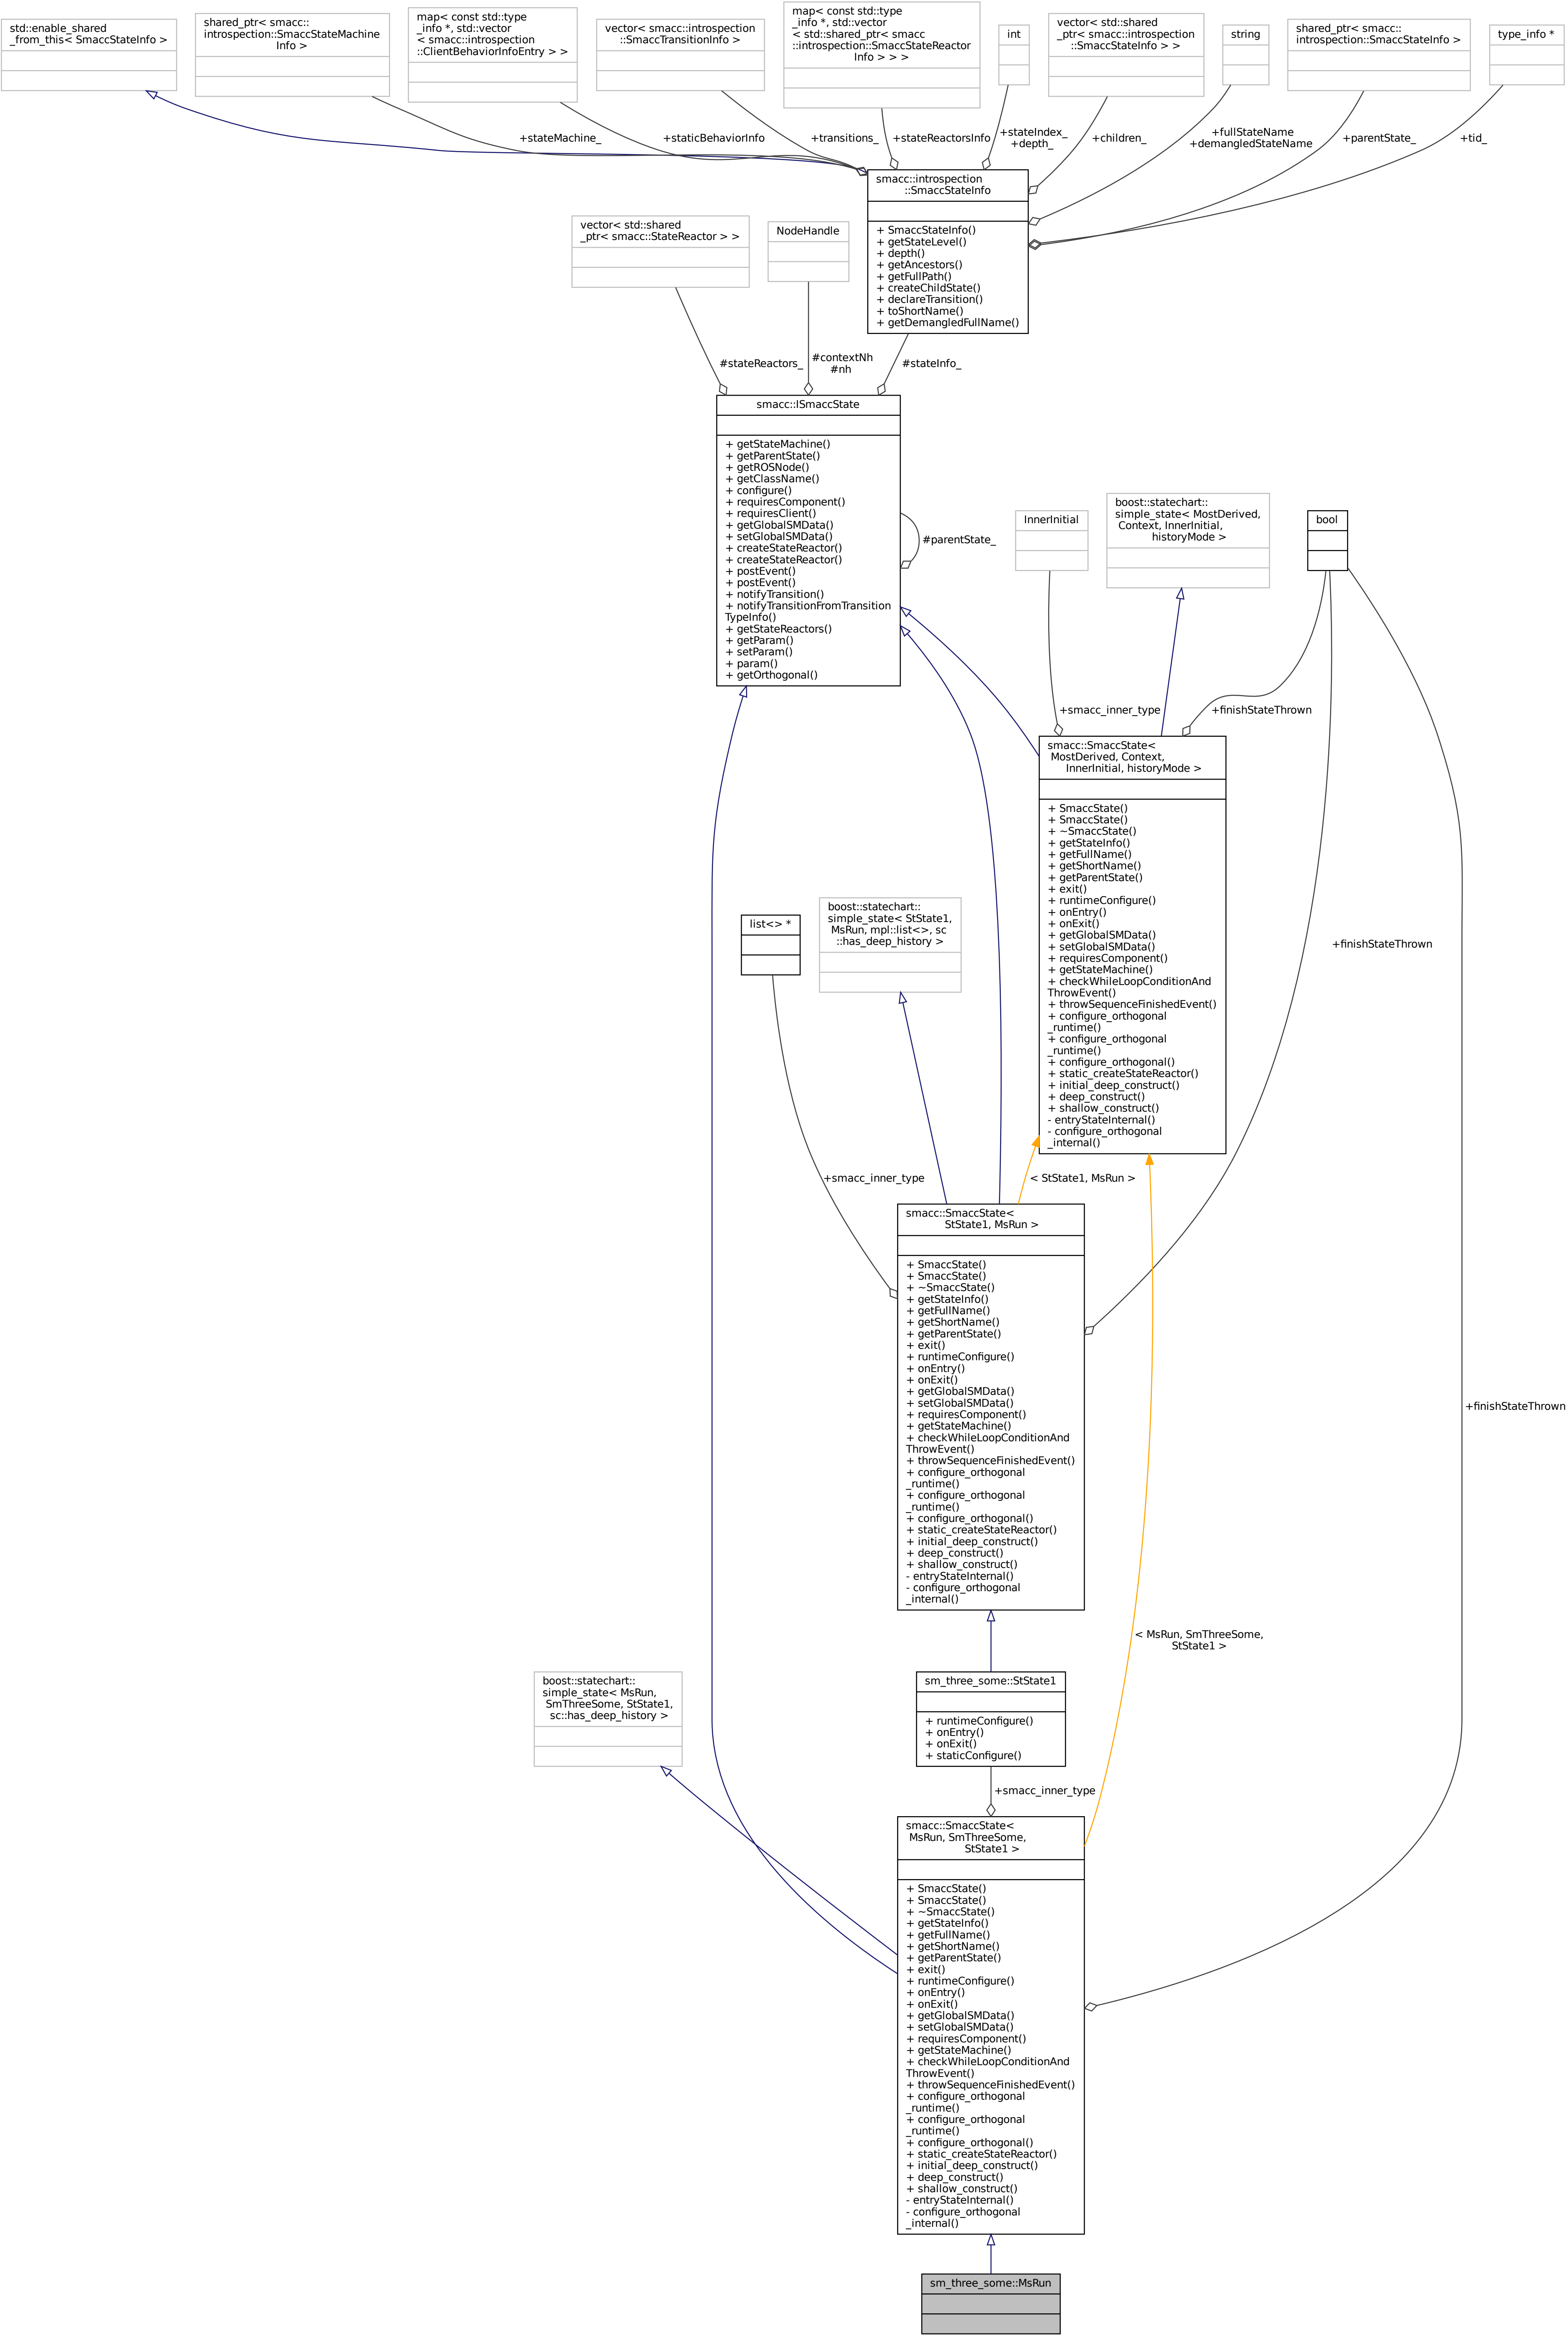 std::enable_shared
_from_this< SmaccStateInfo >
shared_ptr< smacc::
introspection::SmaccStateMachine
Info >
map< const std::type
_info *, std::vector
< smacc::introspection
::ClientBehaviorInfoEntry > >
vector< smacc::introspection
::SmaccTransitionInfo >
map< const std::type
_info *, std::vector
< std::shared_ptr< smacc
::introspection::SmaccStateReactor
Info > > >
int
vector< std::shared
_ptr< smacc::introspection
::SmaccStateInfo > >
string
shared_ptr< smacc::
introspection::SmaccStateInfo >
type_info *
+stateMachine_
+staticBehaviorInfo
+transitions_
+stateReactorsInfo
+stateIndex_
+depth_
+children_
+fullStateName
+demangledStateName
+parentState_
+tid_
smacc::introspection
::SmaccStateInfo
+ SmaccStateInfo()
+ getStateLevel()
+ depth()
+ getAncestors()
+ getFullPath()
+ createChildState()
+ declareTransition()
+ toShortName()
+ getDemangledFullName()
vector< std::shared
_ptr< smacc::StateReactor > >
NodeHandle
#stateReactors_
#contextNh
#nh
#stateInfo_
smacc::ISmaccState
+ getStateMachine()
+ getParentState()
+ getROSNode()
+ getClassName()
+ configure()
+ requiresComponent()
+ requiresClient()
+ getGlobalSMData()
+ setGlobalSMData()
+ createStateReactor()
+ createStateReactor()
+ postEvent()
+ postEvent()
+ notifyTransition()
+ notifyTransitionFromTransition
TypeInfo()
+ getStateReactors()
+ getParam()
+ setParam()
+ param()
+ getOrthogonal()
#parentState_
InnerInitial
boost::statechart::
simple_state< MostDerived,
Context, InnerInitial,
historyMode >
bool
+smacc_inner_type
+finishStateThrown
smacc::SmaccState<
MostDerived, Context,
InnerInitial, historyMode >
+ SmaccState()
+ SmaccState()
+ ~SmaccState()
+ getStateInfo()
+ getFullName()
+ getShortName()
+ getParentState()
+ exit()
+ runtimeConfigure()
+ onEntry()
+ onExit()
+ getGlobalSMData()
+ setGlobalSMData()
+ requiresComponent()
+ getStateMachine()
+ checkWhileLoopConditionAnd
ThrowEvent()
+ throwSequenceFinishedEvent()
+ configure_orthogonal
_runtime()
+ configure_orthogonal
_runtime()
+ configure_orthogonal()
+ static_createStateReactor()
+ initial_deep_construct()
+ deep_construct()
+ shallow_construct()
- entryStateInternal()
- configure_orthogonal
_internal()
+finishStateThrown
list<> *
boost::statechart::
simple_state< StState1,
MsRun, mpl::list<>, sc
::has_deep_history >
+smacc_inner_type
< StState1, MsRun >
smacc::SmaccState<
StState1, MsRun >
+ SmaccState()
+ SmaccState()
+ ~SmaccState()
+ getStateInfo()
+ getFullName()
+ getShortName()
+ getParentState()
+ exit()
+ runtimeConfigure()
+ onEntry()
+ onExit()
+ getGlobalSMData()
+ setGlobalSMData()
+ requiresComponent()
+ getStateMachine()
+ checkWhileLoopConditionAnd
ThrowEvent()
+ throwSequenceFinishedEvent()
+ configure_orthogonal
_runtime()
+ configure_orthogonal
_runtime()
+ configure_orthogonal()
+ static_createStateReactor()
+ initial_deep_construct()
+ deep_construct()
+ shallow_construct()
- entryStateInternal()
- configure_orthogonal
_internal()
+finishStateThrown
< MsRun, SmThreeSome,
StState1 >
boost::statechart::
simple_state< MsRun,
SmThreeSome, StState1,
sc::has_deep_history >
sm_three_some::StState1
+ runtimeConfigure()
+ onEntry()
+ onExit()
+ staticConfigure()
+smacc_inner_type
smacc::SmaccState<
MsRun, SmThreeSome,
StState1 >
+ SmaccState()
+ SmaccState()
+ ~SmaccState()
+ getStateInfo()
+ getFullName()
+ getShortName()
+ getParentState()
+ exit()
+ runtimeConfigure()
+ onEntry()
+ onExit()
+ getGlobalSMData()
+ setGlobalSMData()
+ requiresComponent()
+ getStateMachine()
+ checkWhileLoopConditionAnd
ThrowEvent()
+ throwSequenceFinishedEvent()
+ configure_orthogonal
_runtime()
+ configure_orthogonal
_runtime()
+ configure_orthogonal()
+ static_createStateReactor()
+ initial_deep_construct()
+ deep_construct()
+ shallow_construct()
- entryStateInternal()
- configure_orthogonal
_internal()
sm_three_some::MsRun